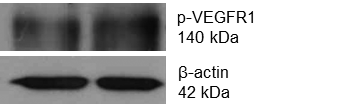 p-VEGFR1
140 kDa
β-actin
42 kDa